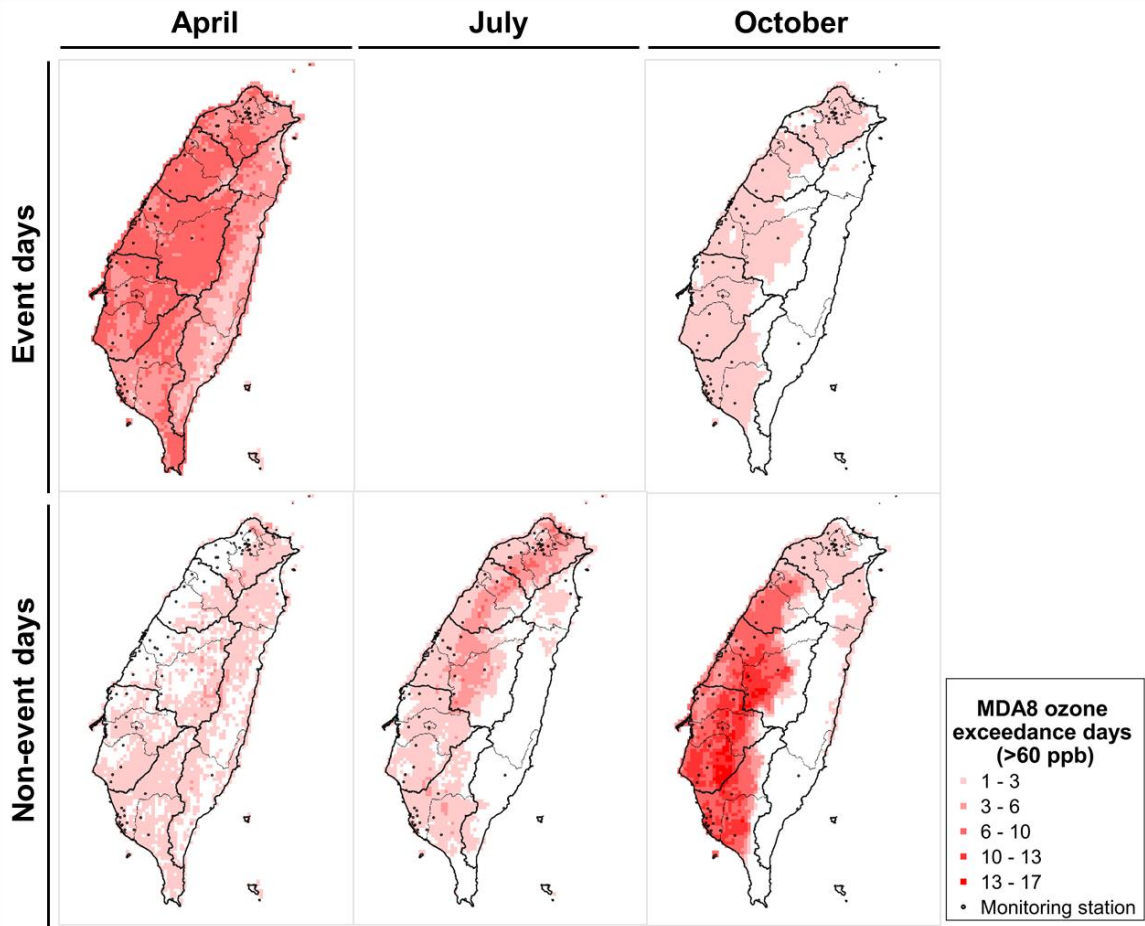 April
July
October
Event days
Non-event days
MDA8 ozone
exceedance days
(>60 ppb)
1 - 3
3 - 6
6 - 10
10 - 13
13 - 17
Monitoring station